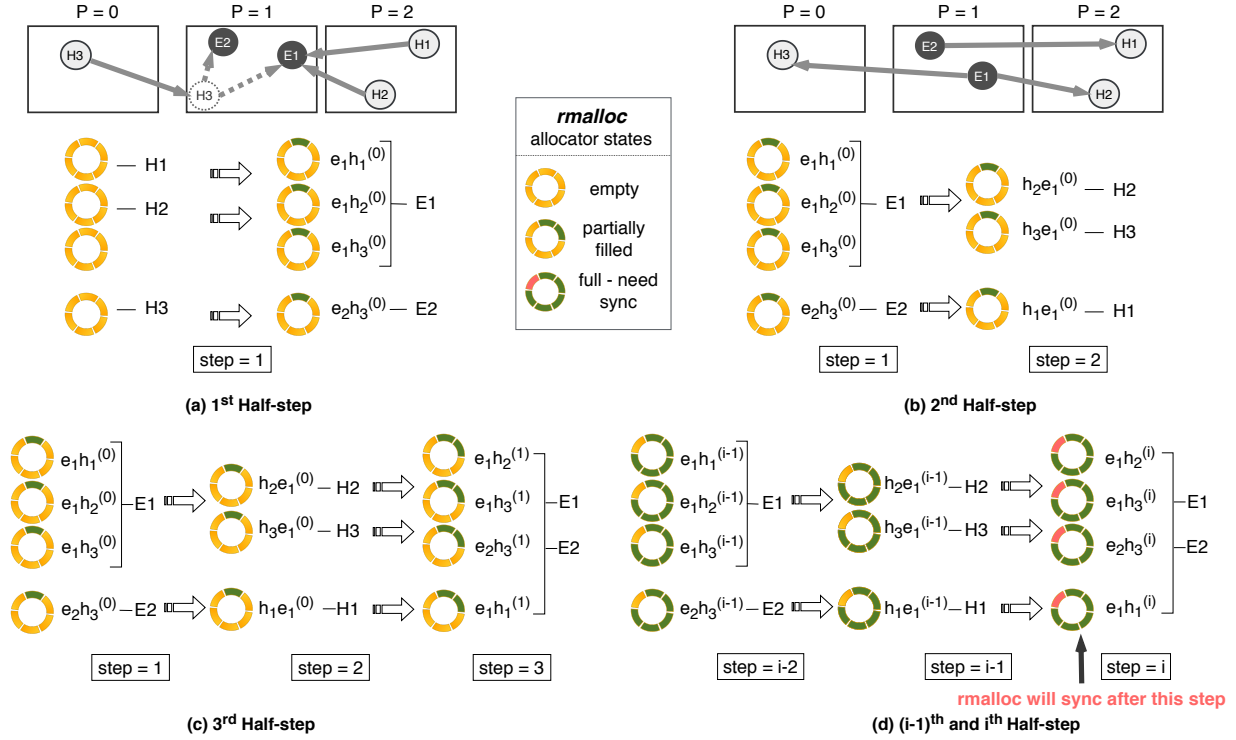 P = 0 P = 1 P = 2
H3 E2 E1 H1
H3 H2
H1 e₁h₁⁽⁰⁾
H2 e₁h₂⁽⁰⁾ E1
e₁h₃⁽⁰⁾
H3 e₂h₃⁽⁰⁾ E2
step = 1
(a) 1ˢᵗ Half-step
rmalloc
allocator states
empty
partially
filled
full - need
sync
P = 0 P = 1 P = 2
H3 E2 H1
E1 H2
e₁h₁⁽⁰⁾
e₁h₂⁽⁰⁾ E1 h₂e₁⁽⁰⁾ H2
e₁h₃⁽⁰⁾ h₃e₁⁽⁰⁾ H3
e₂h₃⁽⁰⁾ E2 h₁e₁⁽⁰⁾ H1
step = 1 step = 2
(b) 2ⁿᵈ Half-step
e₁h₁⁽⁰⁾ e₁h₂⁽¹⁾
e₁h₂⁽⁰⁾ E1 h₂e₁⁽⁰⁾ H2 e₁h₃⁽¹⁾ E1
e₁h₃⁽⁰⁾ h₃e₁⁽⁰⁾ H3 e₂h₃⁽¹⁾ E2
e₂h₃⁽⁰⁾ E2 h₁e₁⁽⁰⁾ H1 e₁h₁⁽¹⁾
step = 1 step = 2 step = 3
(c) 3ʳᵈ Half-step
e₁h₁⁽ⁱ⁻¹⁾ e₁h₂⁽ⁱ⁾
e₁h₂⁽ⁱ⁻¹⁾ E1 h₂e₁⁽ⁱ⁻¹⁾ H2 e₁h₃⁽ⁱ⁾ E1
e₁h₃⁽ⁱ⁻¹⁾ h₃e₁⁽ⁱ⁻¹⁾ H3 e₂h₃⁽ⁱ⁾ E2
e₂h₃⁽ⁱ⁻¹⁾ E2 h₁e₁⁽ⁱ⁻¹⁾ H1 e₁h₁⁽ⁱ⁾
step = i-2 step = i-1 step = i
rmalloc will sync after this step
(d) (i-1)ᵗʰ and iᵗʰ Half-step